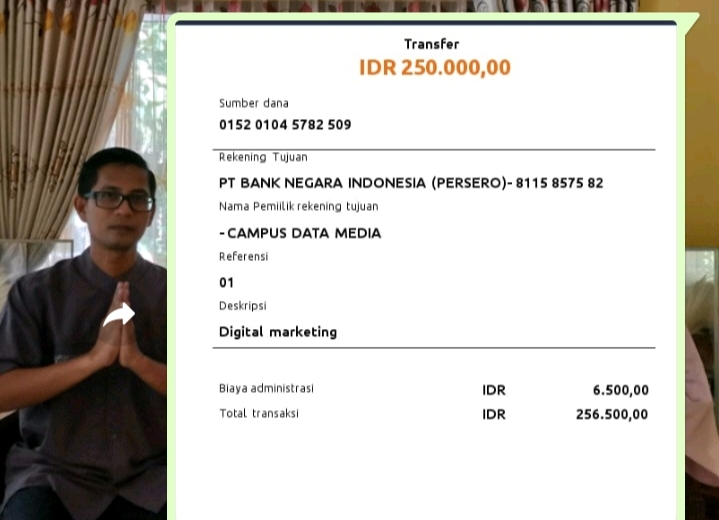 Transfer
IDR 250.000,00
Sumber dana
0152 0104 5782 509
Rekening Tujuan
PT BANK NEGARA INDONESIA (PERSERO)- 8115 8575 82
Nama Pemiilik rekening tujuan
- CAMPUS DATA MEDIA
Referensi
01
Deskripsi
Digital marketing
Biaya administrasi IDR 6.500,00
Total transaksi IDR 256.500,00